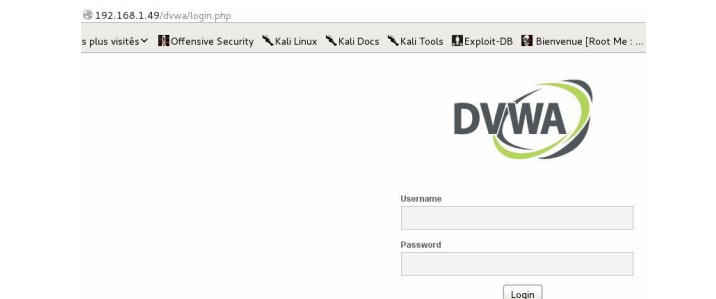 192.168.1.49/dvwa/login.php
s plus visités Offensive Security Kali Linux Kali Docs Kali Tools Exploit-DB Bienvenue [Root Me : ...
DVWA
Username
Password
Login